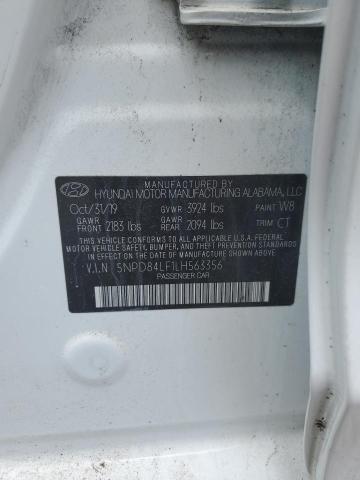 MANUFACTURED BY
HYUNDAI MOTOR MANUFACTURING ALABAMA, LLC
Oct/31/19 GVWR 3924 lbs PAINT W8
GAWR FRONT 2183 lbs GAWR REAR 2094 lbs TRIM CT
THIS VEHICLE CONFORMS TO ALL APPLICABLE U.S.A FEDERAL
MOTOR VEHICLE SAFETY, BUMPER, AND THEFT PREVENTION
STANDARDS IN EFFECT ON THE DATE OF MANUFACTURE SHOWN ABOVE.
V.I.N 5NPD84LF1LH563356
PASSENGER CAR